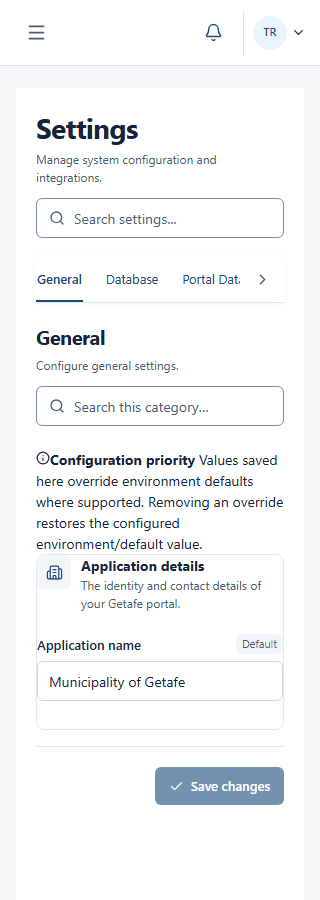 TR
Settings
Manage system configuration and
integrations.
Search settings...
General Database Portal Data
General
Configure general settings.
Search this category...
Configuration priority Values saved
here override environment defaults
where supported. Removing an override
restores the configured
environment/default value.
Application details
The identity and contact details of
your Getafe portal.
Application name Default
Municipality of Getafe
Save changes